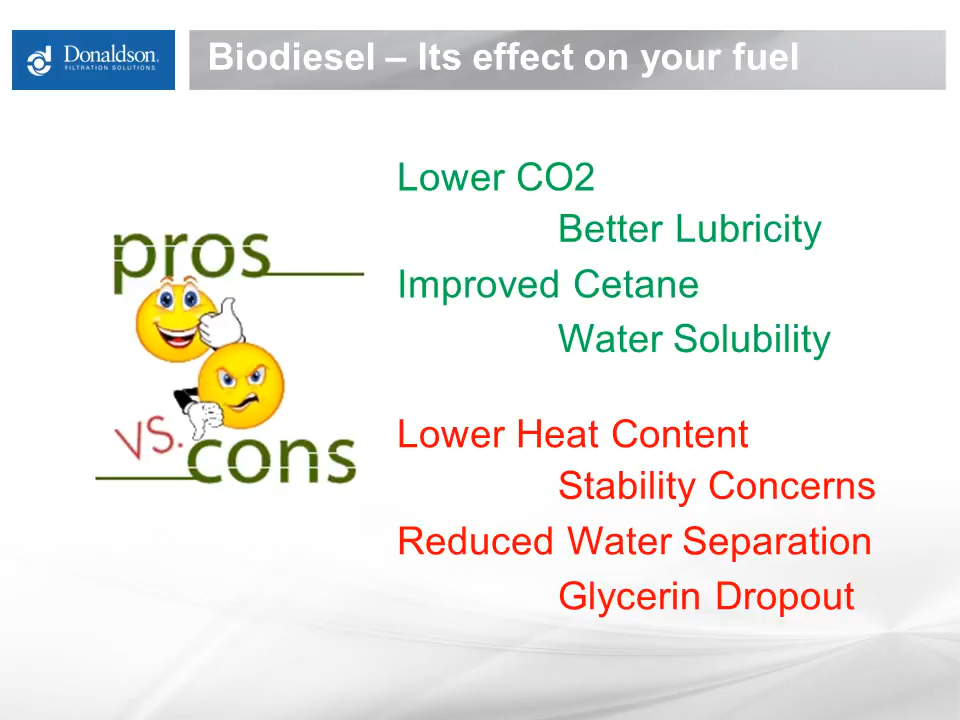 Donaldson.
FILTRATION SOLUTIONS
Biodiesel – Its effect on your fuel
pros
vs.
cons
Lower CO2
Better Lubricity
Improved Cetane
Water Solubility
Lower Heat Content
Stability Concerns
Reduced Water Separation
Glycerin Dropout